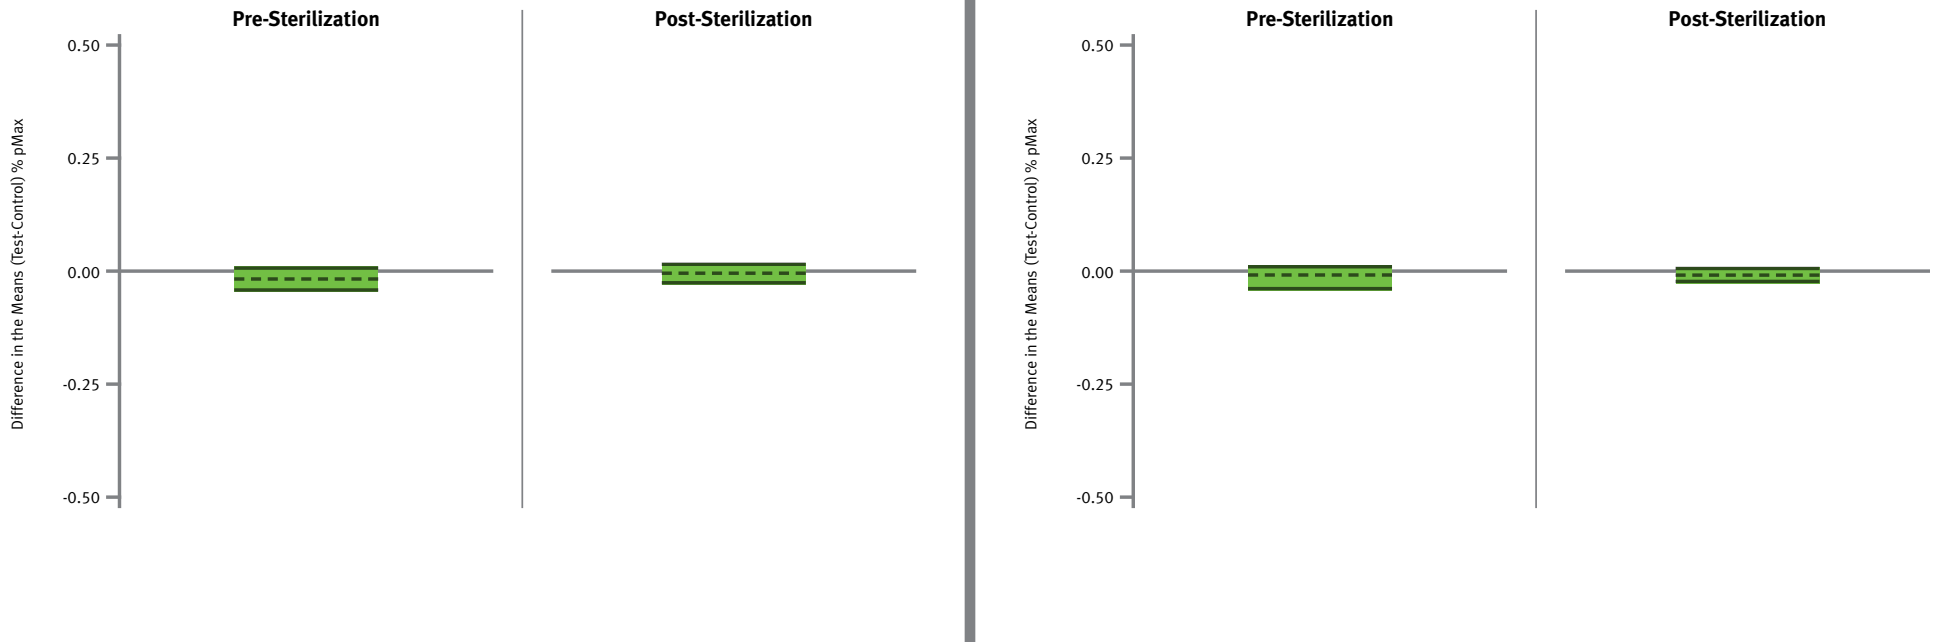 Pre-Sterilization
Post-Sterilization
0.50
0.25
0.00
-0.25
-0.50
Difference in the Means (Test-Control) % pMax
Pre-Sterilization
Post-Sterilization
0.50
0.25
0.00
-0.25
-0.50
Difference in the Means (Test-Control) % pMax